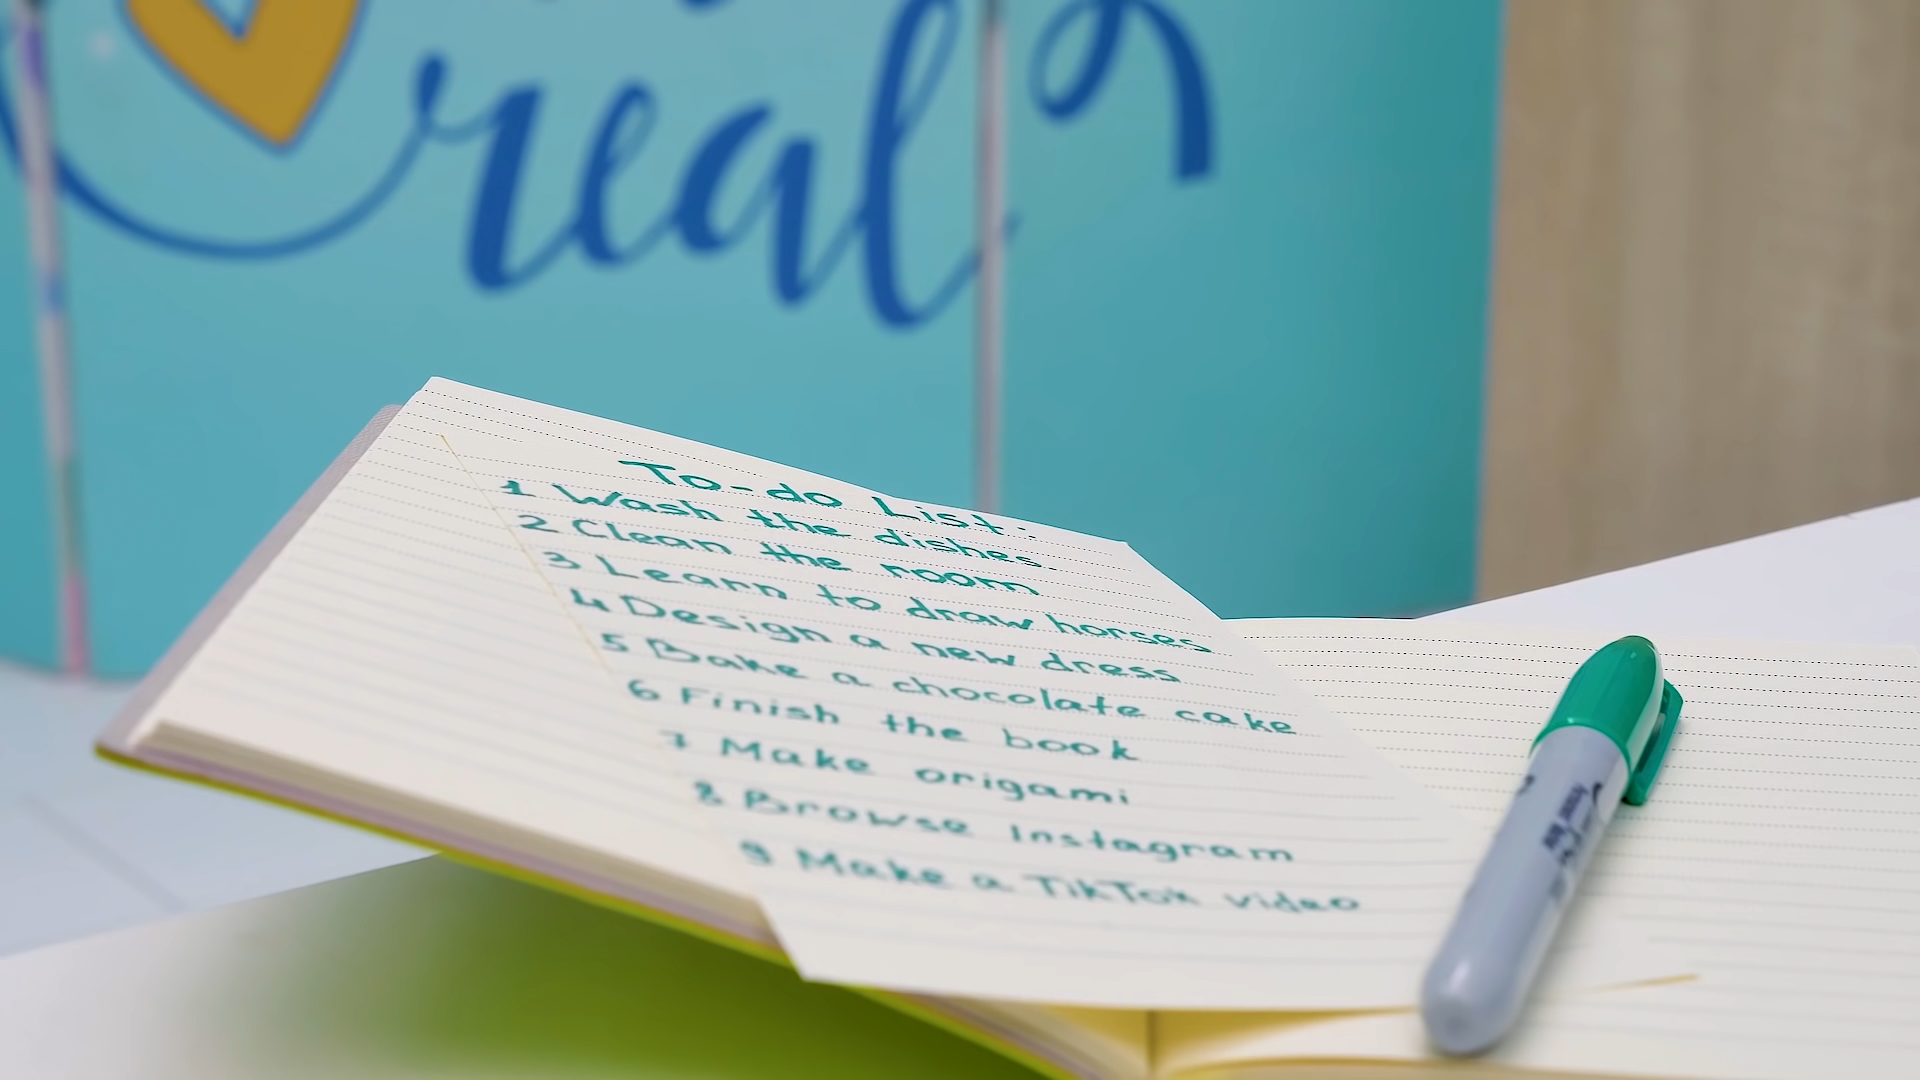 real
To-do List:
1 Wash the dishes.
2 Clean the room
3 Learn to draw horses
4 Design a new dress
5 Bake a chocolate cake
6 Finish the book
7 Make origami
8 Browse Instagram
9 Make a TikTok video